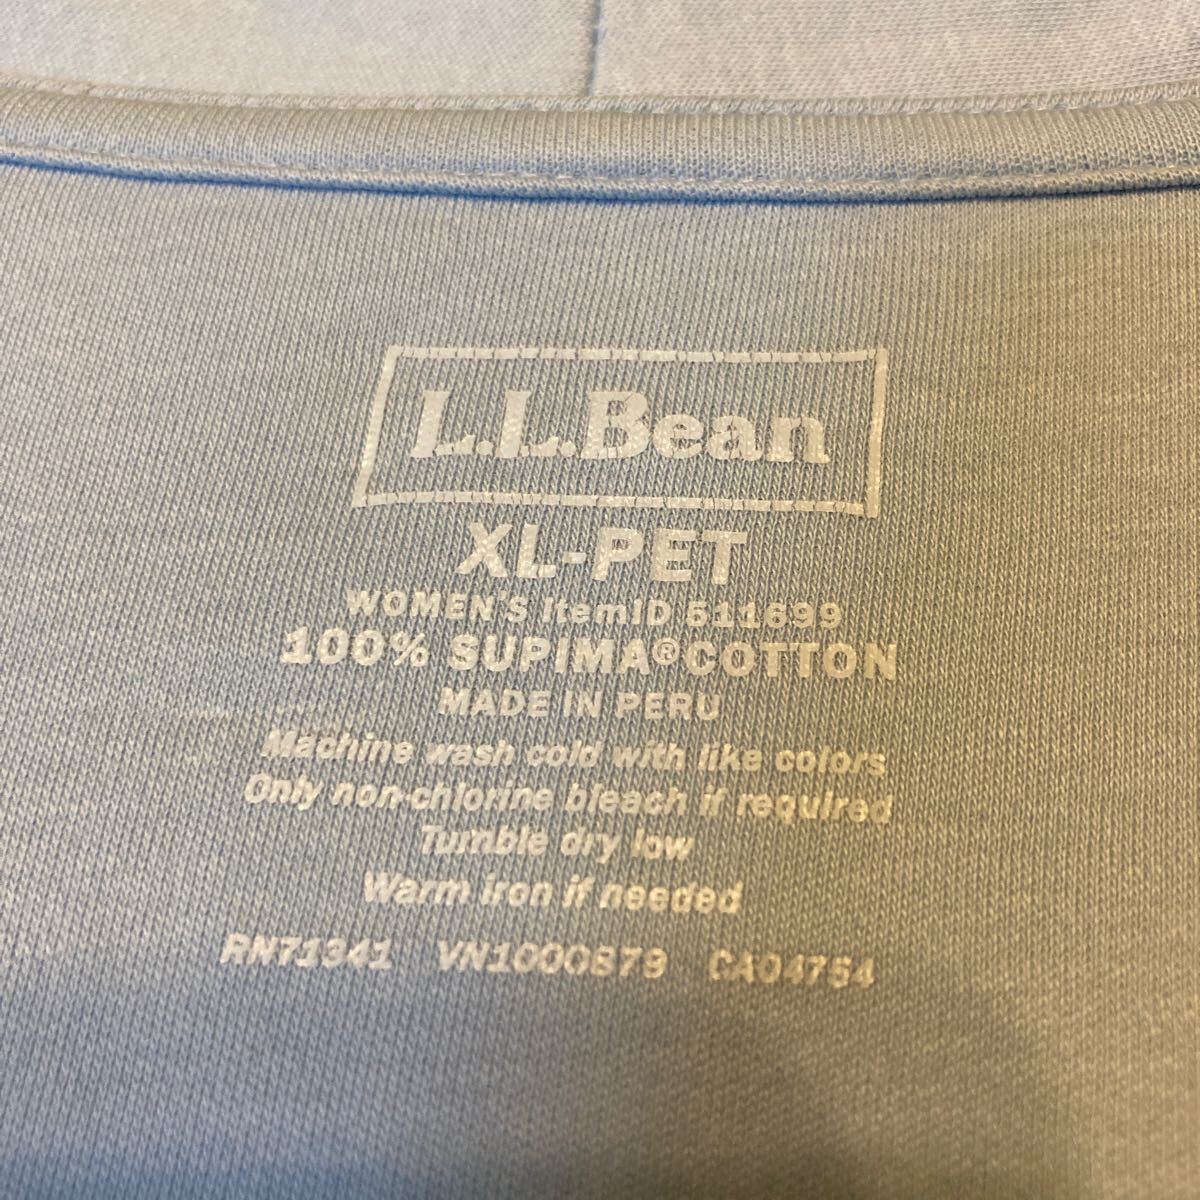 L.L.Bean
XL-PET
WOMEN'S ItemID 511699
100% SUPIMA®COTTON
MADE IN PERU
Machine wash cold with like colors
Only non-chlorine bleach if required
Tumble dry low
Warm iron if needed
RN71341 VN1000879 CA04754